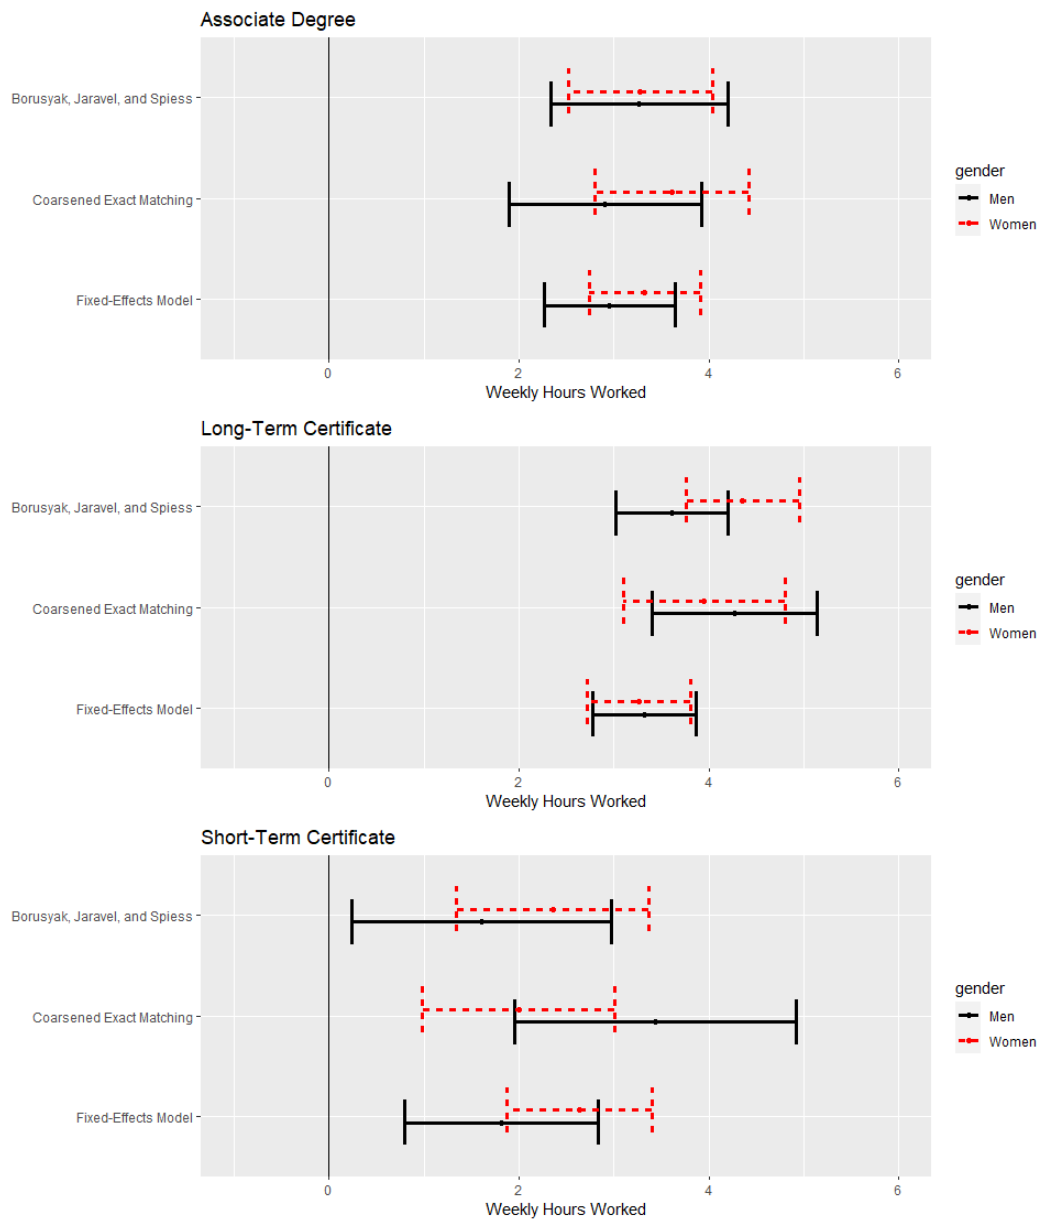 Associate Degree
Borusyak, Jaravel, and Spiess
Coarsened Exact Matching
Fixed-Effects Model
0 2 4 6
Weekly Hours Worked
gender
Men
Women
Long-Term Certificate
Borusyak, Jaravel, and Spiess
Coarsened Exact Matching
Fixed-Effects Model
0 2 4 6
Weekly Hours Worked
gender
Men
Women
Short-Term Certificate
Borusyak, Jaravel, and Spiess
Coarsened Exact Matching
Fixed-Effects Model
0 2 4 6
Weekly Hours Worked
gender
Men
Women